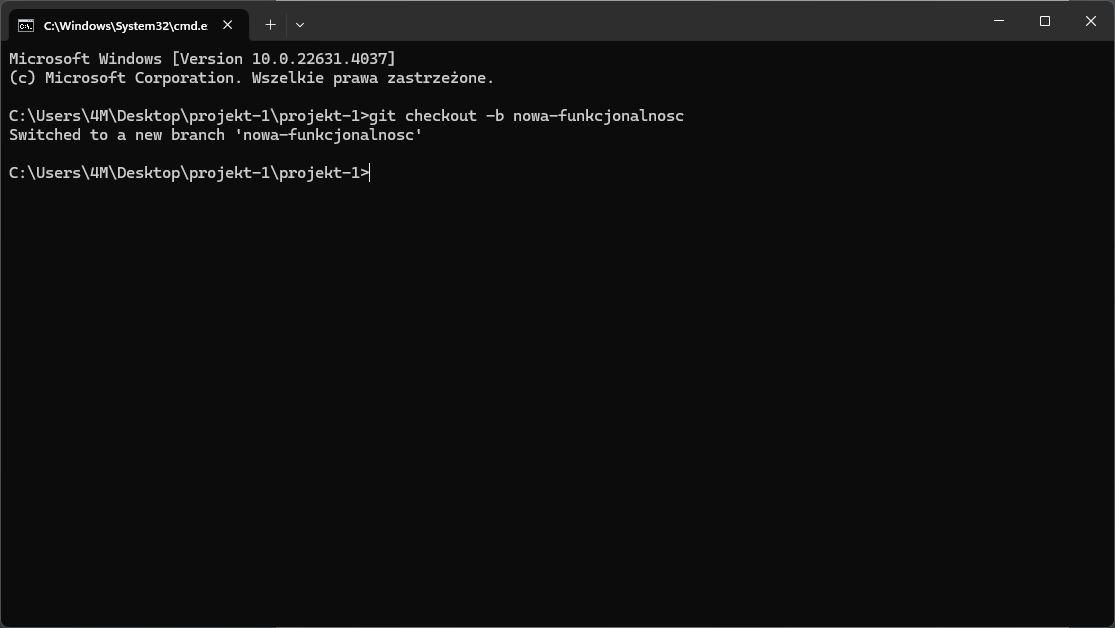 C:\Windows\System32\cmd.e
Microsoft Windows [Version 10.0.22631.4037]
(c) Microsoft Corporation. Wszelkie prawa zastrzeżone.
C:\Users\4M\Desktop\projekt-1\projekt-1>git checkout -b nowa-funkcjonalnosc
Switched to a new branch 'nowa-funkcjonalnosc'
C:\Users\4M\Desktop\projekt-1\projekt-1>